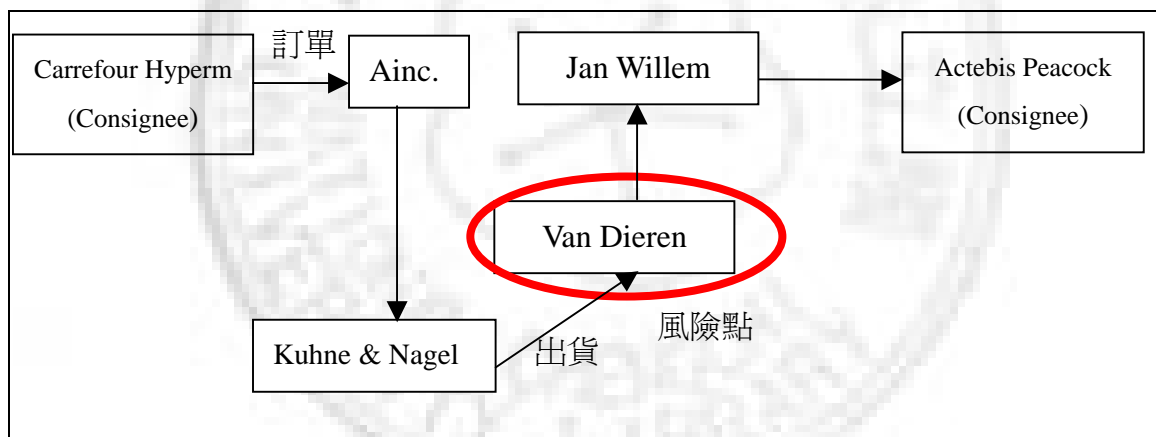 Carrefour Hyperm
(Consignee)
訂單
Ainc.
Jan Willem
Actebis Peacock
(Consignee)
Van Dieren
Kuhne & Nagel
出貨
風險點